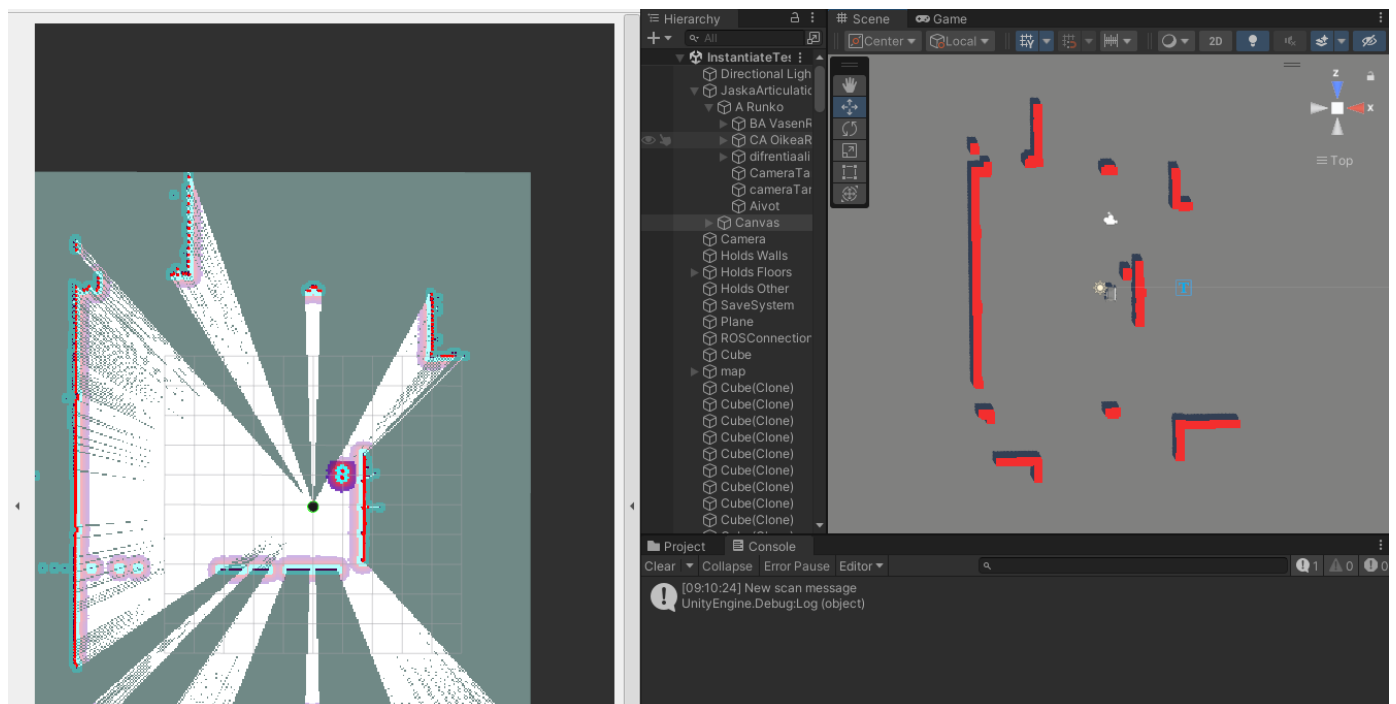 Hierarchy
All
InstantiateTes
Directional Ligh
JaskaArticulatic
A Runko
BA VasenR
CA OikeaR
difrentiaali
CameraTa
cameraTar
Aivot
Canvas
Camera
Holds Walls
Holds Floors
Holds Other
SaveSystem
Plane
ROSConnection
Cube
map
Cube(Clone)
Cube(Clone)
Cube(Clone)
Cube(Clone)
Cube(Clone)
Cube(Clone)
Cube(Clone)
Cube(Clone)
Cube(Clone)
Scene Game
Center Local 2D
z
x
Top
Project Console
Clear Collapse Error Pause Editor 1 0 0
[09:10:24] New scan message
UnityEngine.Debug:Log (object)